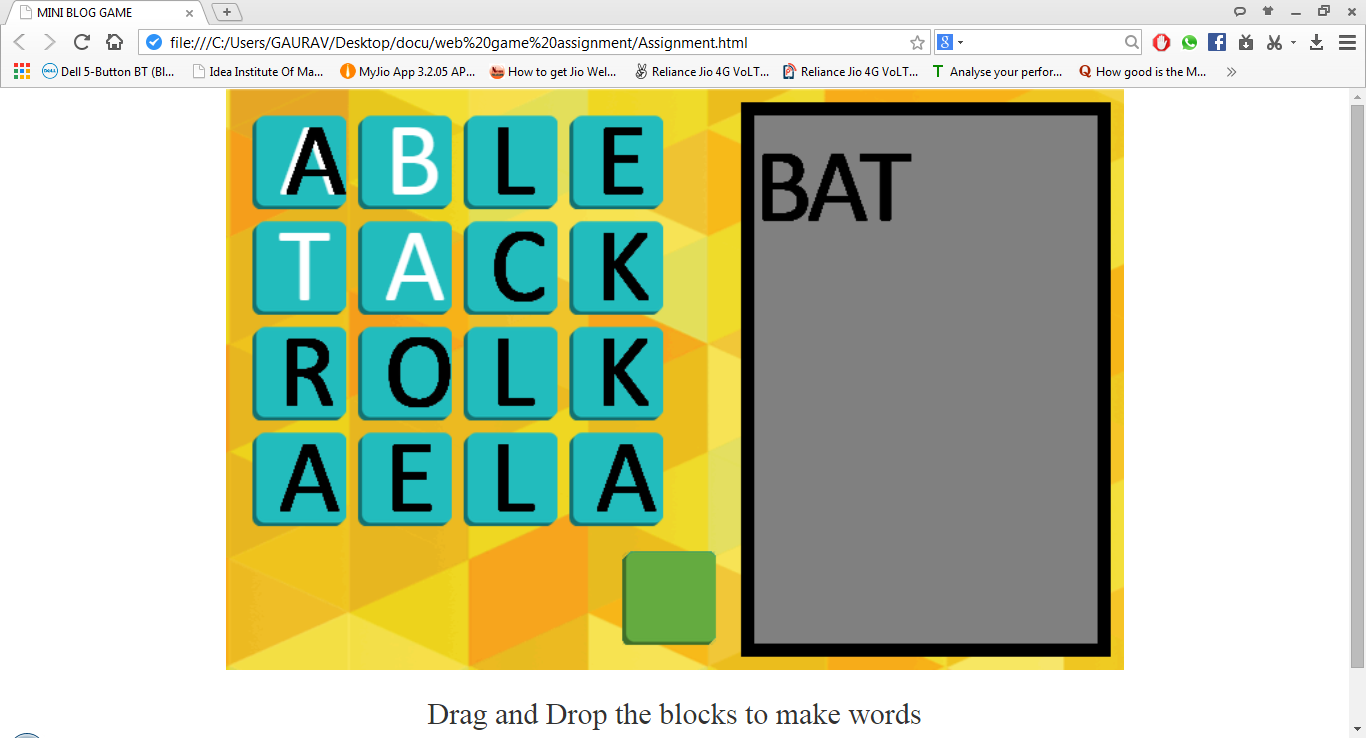 MINI BLOG GAME
file:///C:/Users/GAURAV/Desktop/docu/web%20game%20assignment/Assignment.html
Dell 5-Button BT (Bl... Idea Institute Of Ma... MyJio App 3.2.05 AP... How to get Jio Wel... Reliance Jio 4G VoLT... Reliance Jio 4G VoLT... Analyse your perfor... How good is the M...
A B L E
BAT
T A C K
R O L K
A E L A
Drag and Drop the blocks to make words